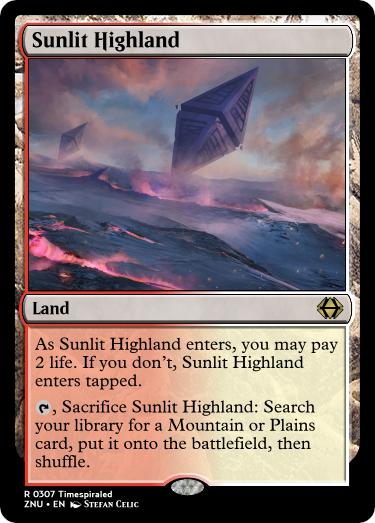 Sunlit Highland
Land
As Sunlit Highland enters, you may pay
2 life. If you don't, Sunlit Highland
enters tapped.
, Sacrifice Sunlit Highland: Search
your library for a Mountain or Plains
card, put it onto the battlefield, then
shuffle.
R 0307 Timespiraled
ZNU • EN Stefan Celic